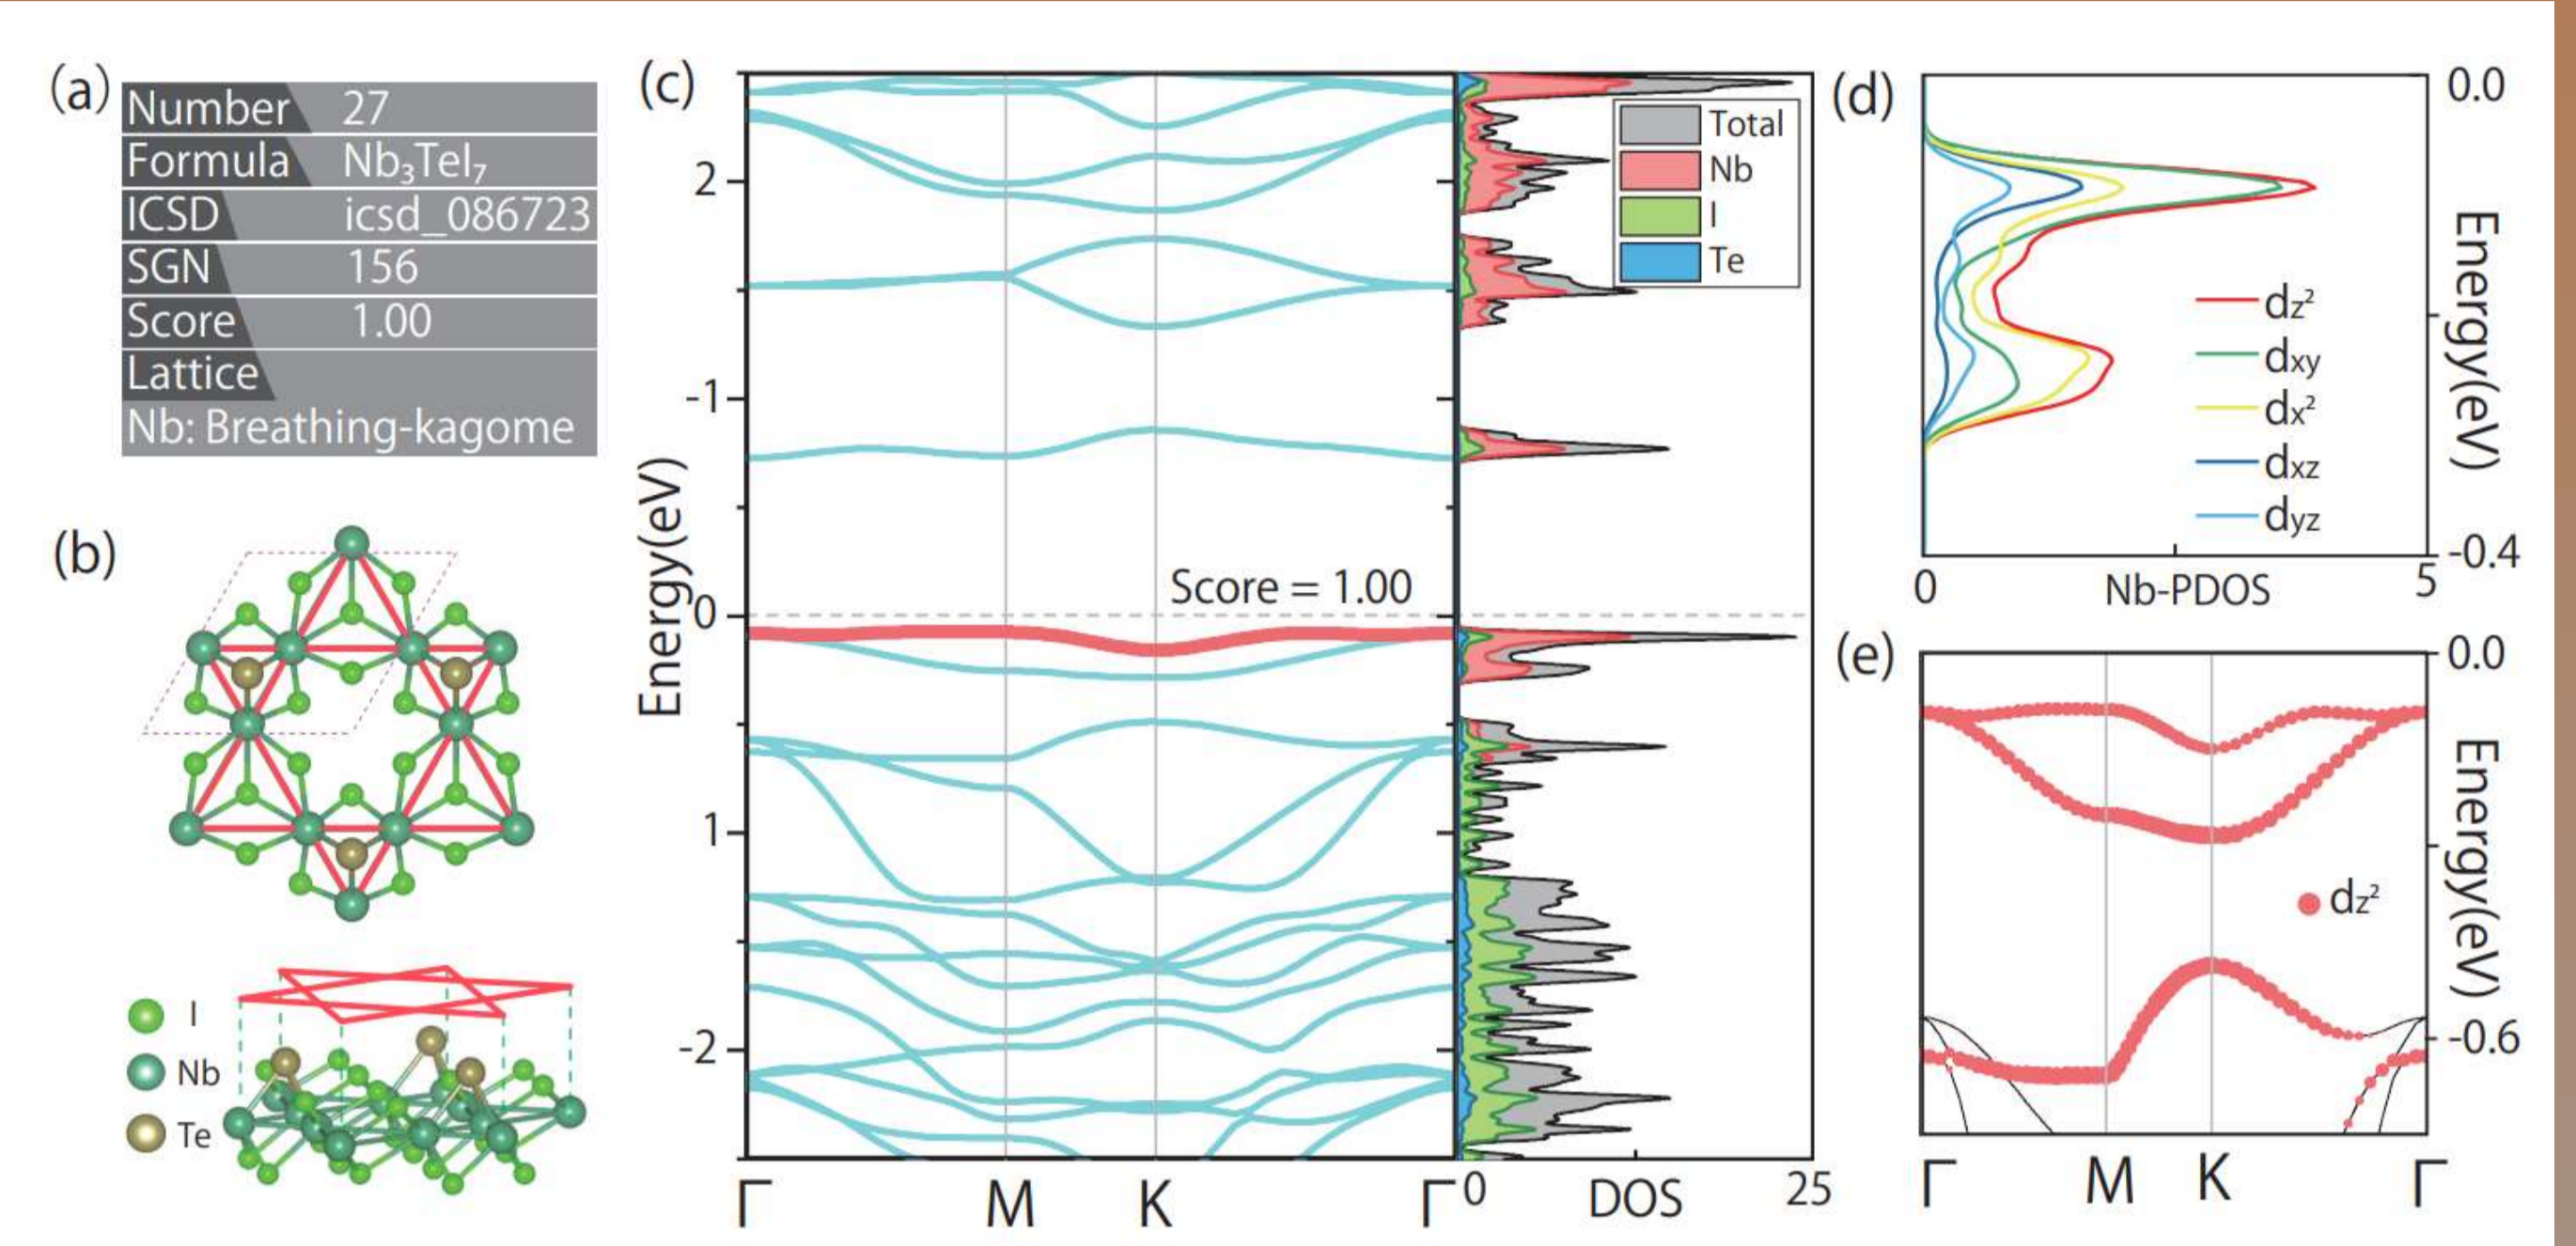 (a)
Number 27
Formula Nb₃TeI₇
ICSD icsd_086723
SGN 156
Score 1.00
Lattice
Nb: Breathing-kagome
(b)
I
Nb
Te
(c)
Energy(eV)
2
-1
0
1
-2
Score = 1.00
Γ M K Γ
Total
Nb
I
Te
0 DOS 25
(d)
0.0
Energy(eV)
-0.4
dz²
dxy
dx²
dxz
dyz
0 Nb-PDOS 5
(e)
0.0
Energy(eV)
-0.6
dz²
Γ M K Γ